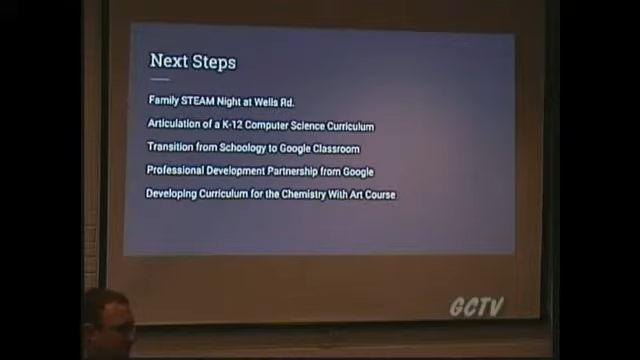 Next Steps
Family STEAM Night at Wells Rd.
Articulation of a K-12 Computer Science Curriculum
Transition from Schoology to Google Classroom
Professional Development Partnership from Google
Developing Curriculum for the Chemistry With Art Course
GCTV